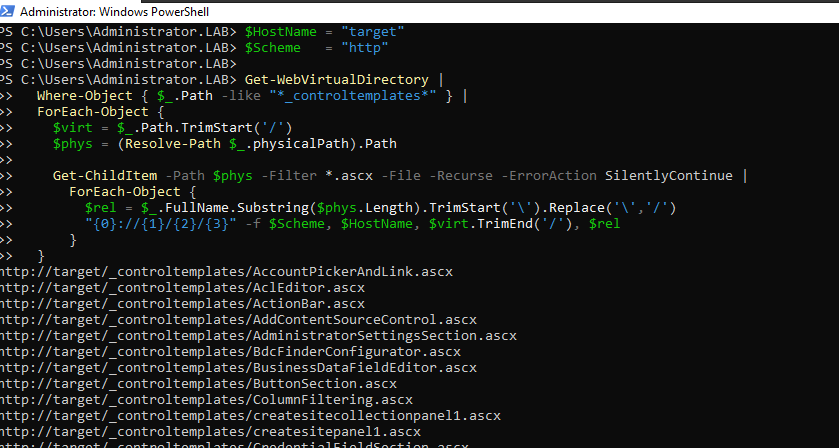 Administrator: Windows PowerShell
PS C:\Users\Administrator.LAB> $HostName = "target"
PS C:\Users\Administrator.LAB> $Scheme   = "http"
PS C:\Users\Administrator.LAB>
PS C:\Users\Administrator.LAB> Get-WebVirtualDirectory |
>>   Where-Object { $_.Path -like "*_controltemplates*" } |
>>   ForEach-Object {
>>     $virt = $_.Path.TrimStart('/')
>>     $phys = (Resolve-Path $_.physicalPath).Path
>>
>>     Get-ChildItem -Path $phys -Filter *.ascx -File -Recurse -ErrorAction SilentlyContinue |
>>       ForEach-Object {
>>         $rel = $_.FullName.Substring($phys.Length).TrimStart('\').Replace('\','/')
>>         "{0}://{1}/{2}/{3}" -f $Scheme, $HostName, $virt.TrimEnd('/'), $rel
>>       }
>>   }
http://target/_controltemplates/AccountPickerAndLink.ascx
http://target/_controltemplates/AclEditor.ascx
http://target/_controltemplates/ActionBar.ascx
http://target/_controltemplates/AddContentSourceControl.ascx
http://target/_controltemplates/AdministratorSettingsSection.ascx
http://target/_controltemplates/BdcFinderConfigurator.ascx
http://target/_controltemplates/BusinessDataFieldEditor.ascx
http://target/_controltemplates/ButtonSection.ascx
http://target/_controltemplates/ColumnFiltering.ascx
http://target/_controltemplates/createsitecollectionpanel1.ascx
http://target/_controltemplates/createsitepanel1.ascx
http://target/_controltemplates/CredentialFieldSection.ascx